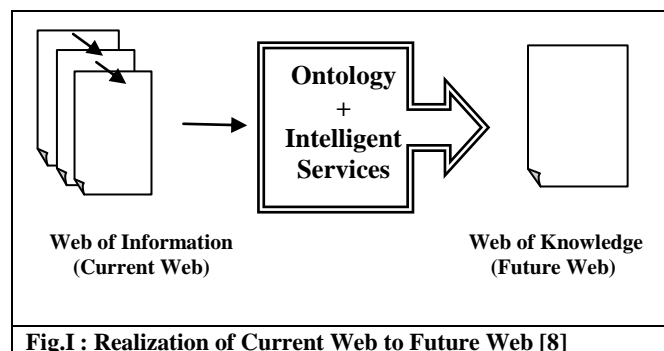 Ontology
+
Intelligent
Services
Web of Information
(Current Web)
Web of Knowledge
(Future Web)
Fig.I : Realization of Current Web to Future Web [8]